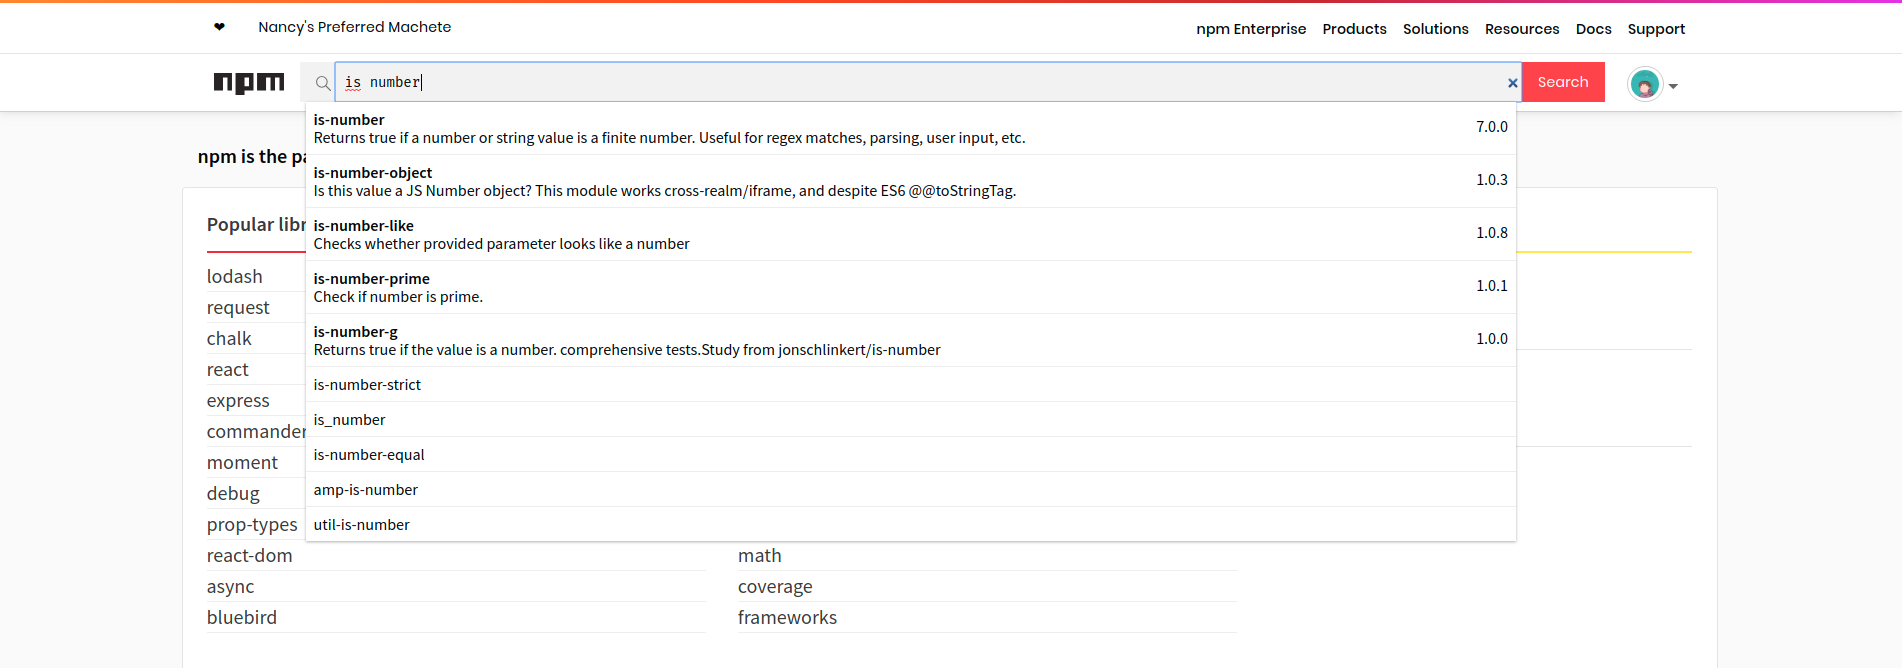 ❤ Nancy's Preferred Machete npm Enterprise Products Solutions Resources Docs Support
npm is number × Search
is-number
Returns true if a number or string value is a finite number. Useful for regex matches, parsing, user input, etc. 7.0.0
npm is the pa
is-number-object
Is this value a JS Number object? This module works cross-realm/iframe, and despite ES6 @@toStringTag. 1.0.3
Popular libr
is-number-like
Checks whether provided parameter looks like a number 1.0.8
is-number-prime
Check if number is prime. 1.0.1
is-number-g
Returns true if the value is a number. comprehensive tests.Study from jonschlinkert/is-number 1.0.0
is-number-strict
is_number
is-number-equal
amp-is-number
util-is-number
lodash
request
chalk
react
express
commander
moment
debug
prop-types
react-dom
async
bluebird
math
coverage
frameworks